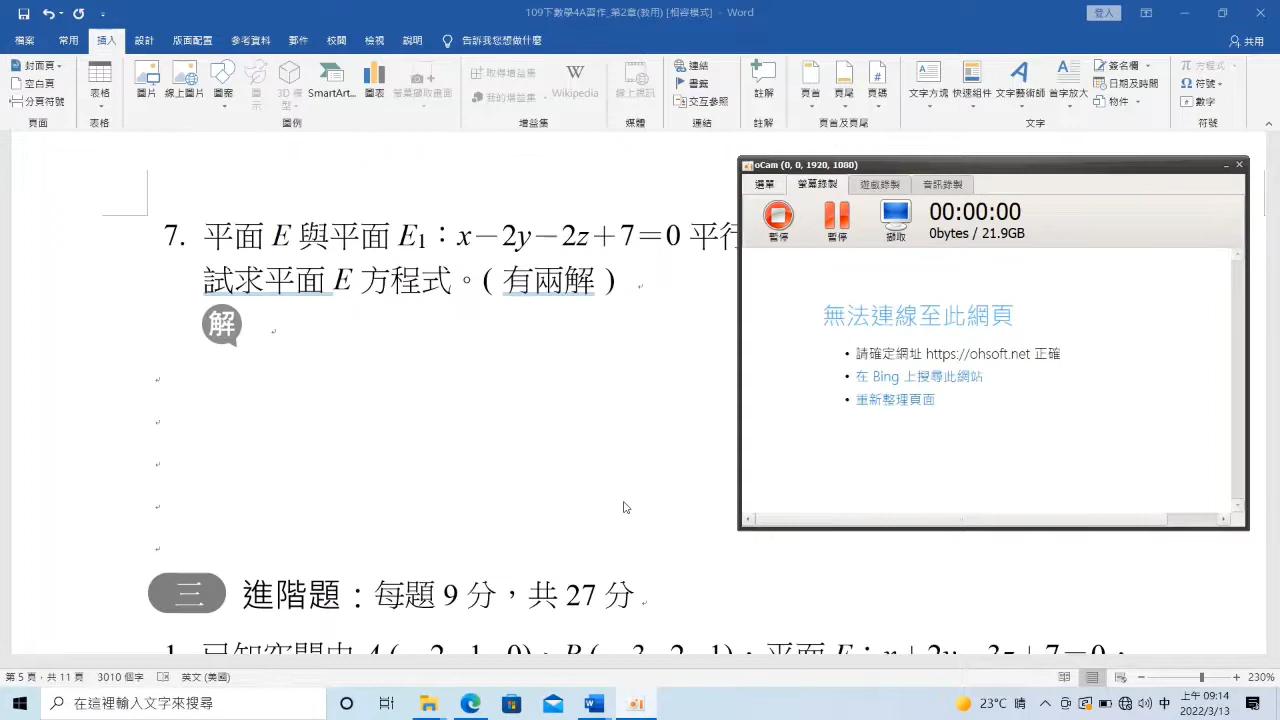 109下數學4A習作_第2章(教用) [相容模式] - Word
登入
檔案 常用 插入 設計 版面配置 參考資料 郵件 校閱 檢視 說明 告訴我您想做什麼
共用
封面頁
空白頁
分頁符號
頁面
表格
表格
圖片 線上圖片 圖案 3D 模型 SmartArt... 圖表 螢幕擷取畫面
圖例
取得增益集
我的增益集
Wikipedia
增益集
線上視訊
媒體
連結
書籤
交互參照
連結
註解
註解
頁首 頁尾 頁碼
頁首及頁尾
文字方塊 快速組件 文字藝術師 首字放大
簽名欄
日期及時間
物件
文字
π 方程式
Ω 符號
數字
符號
7. 平面 E 與平面 E₁：x－2y－2z＋7＝0 平行
試求平面 E 方程式。( 有兩解 )
解
三 進階題：每題 9 分，共 27 分
oCam (0, 0, 1920, 1080)
選單 螢幕錄製 遊戲錄製 音訊錄製
暫停 暫停 擷取
00:00:00
0bytes / 21.9GB
無法連線至此網頁
• 請確定網址 https://ohsoft.net 正確
• 在 Bing 上搜尋此網站
• 重新整理頁面
第 5 頁，共 11 頁 3010 個字 英文 (美國)
230%
在這裡輸入文字來搜尋
23°C 晴
中
上午 09:14
2022/3/13